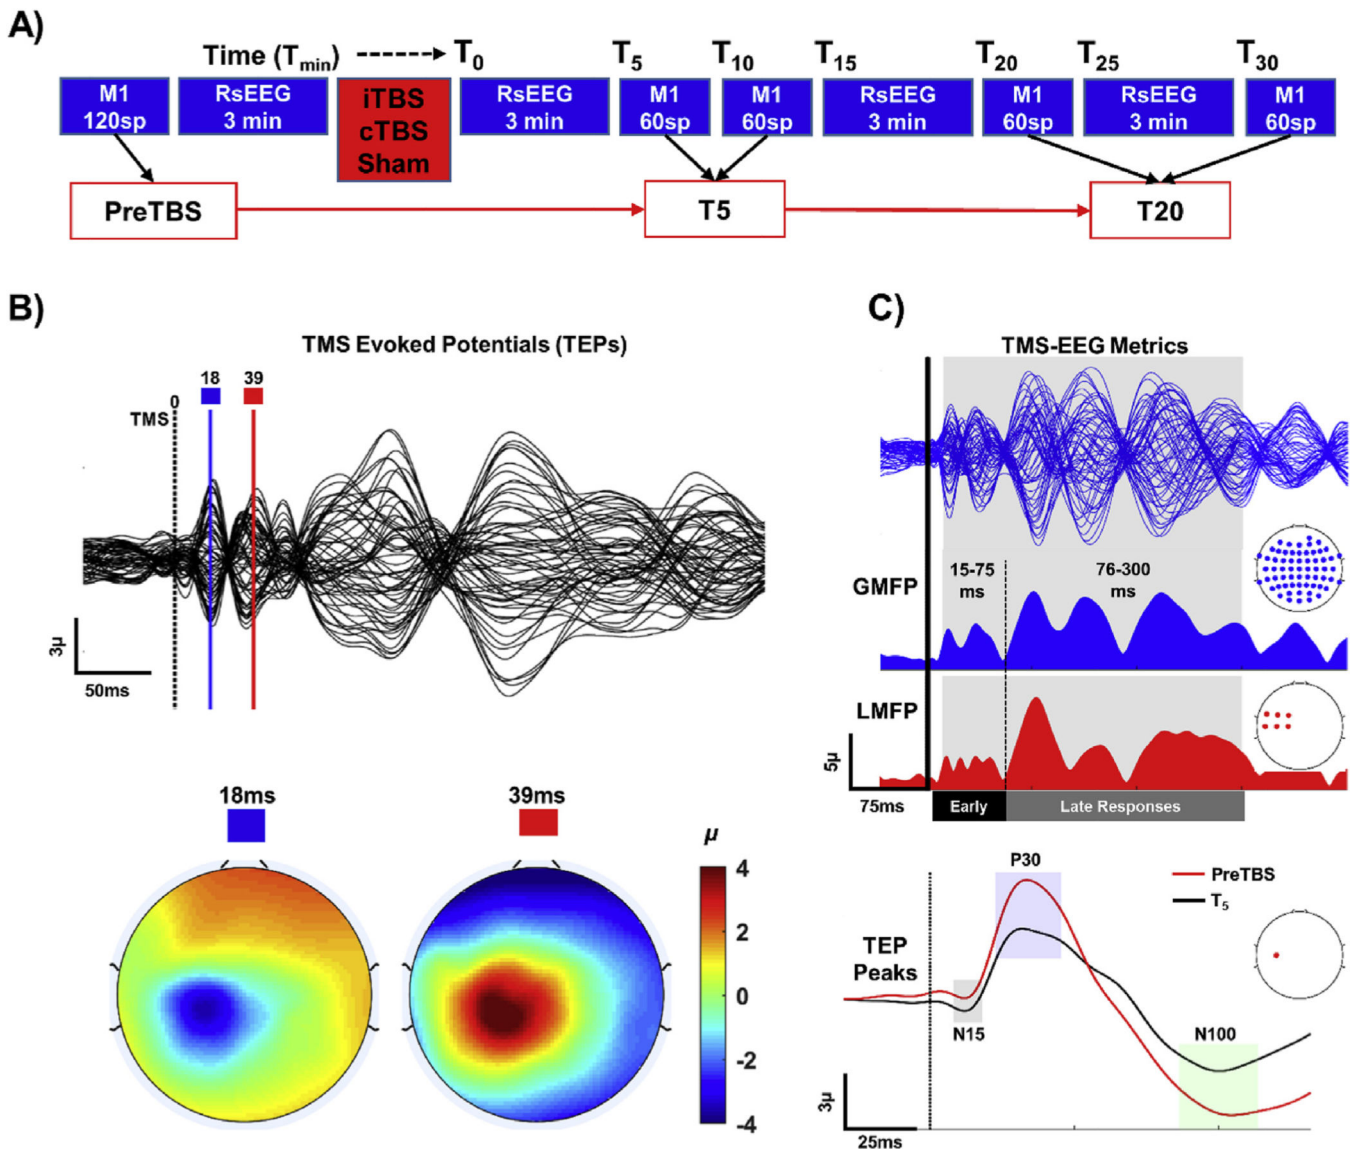 A)
Time (Tmin)
T0
T5
T10
T15
T20
T25
T30
M1
120sp
RsEEG
3 min
iTBS
cTBS
Sham
RsEEG
3 min
M1
60sp
M1
60sp
RsEEG
3 min
M1
60sp
RsEEG
3 min
M1
60sp
PreTBS
T5
T20
B)
TMS Evoked Potentials (TEPs)
18
39
0
TMS
3μ
50ms
18ms
39ms
μ
4
2
0
-2
-4
C)
TMS-EEG Metrics
GMFP
15-75
ms
76-300
ms
LMFP
5μ
75ms
Early
Late Responses
P30
PreTBS
T5
TEP
Peaks
N15
N100
3μ
25ms